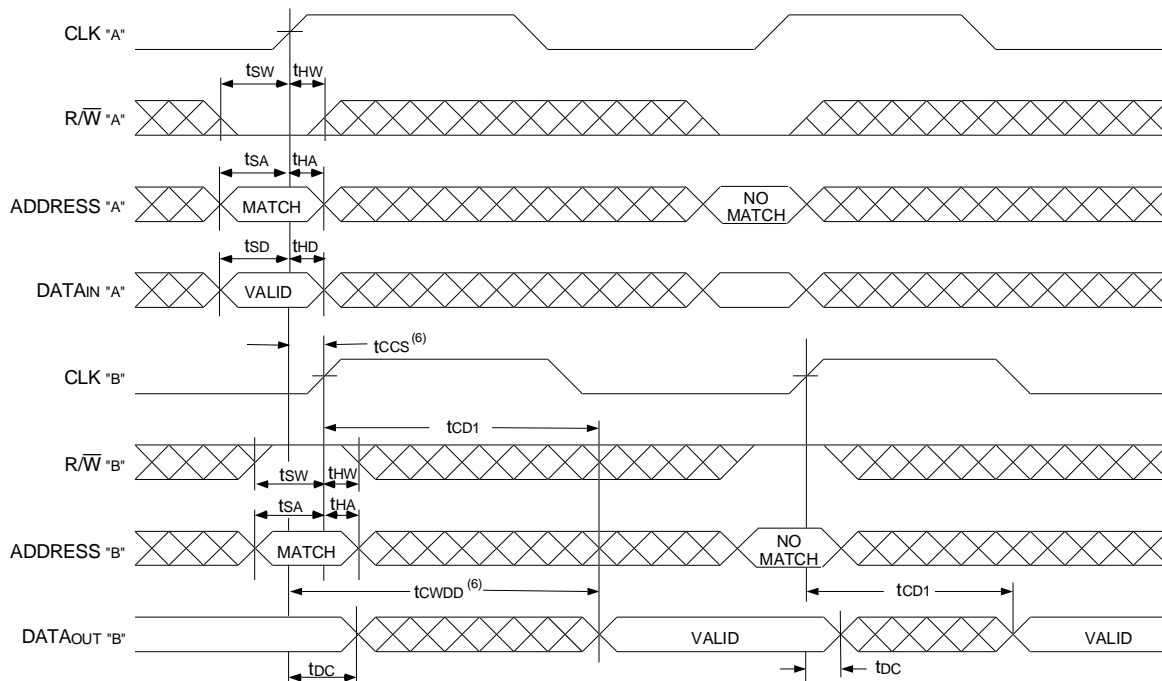 CLK "A"
tSW tHW
R/W̅ "A"
tSA tHA
ADDRESS "A" MATCH NO MATCH
tSD tHD
DATAIN "A" VALID
tCCS (6)
CLK "B"
tCD1
R/W̅ "B"
tSW tHW
tSA tHA
ADDRESS "B" MATCH NO MATCH
tCWDD (6) tCD1
DATAOUT "B" VALID VALID
tDC tDC